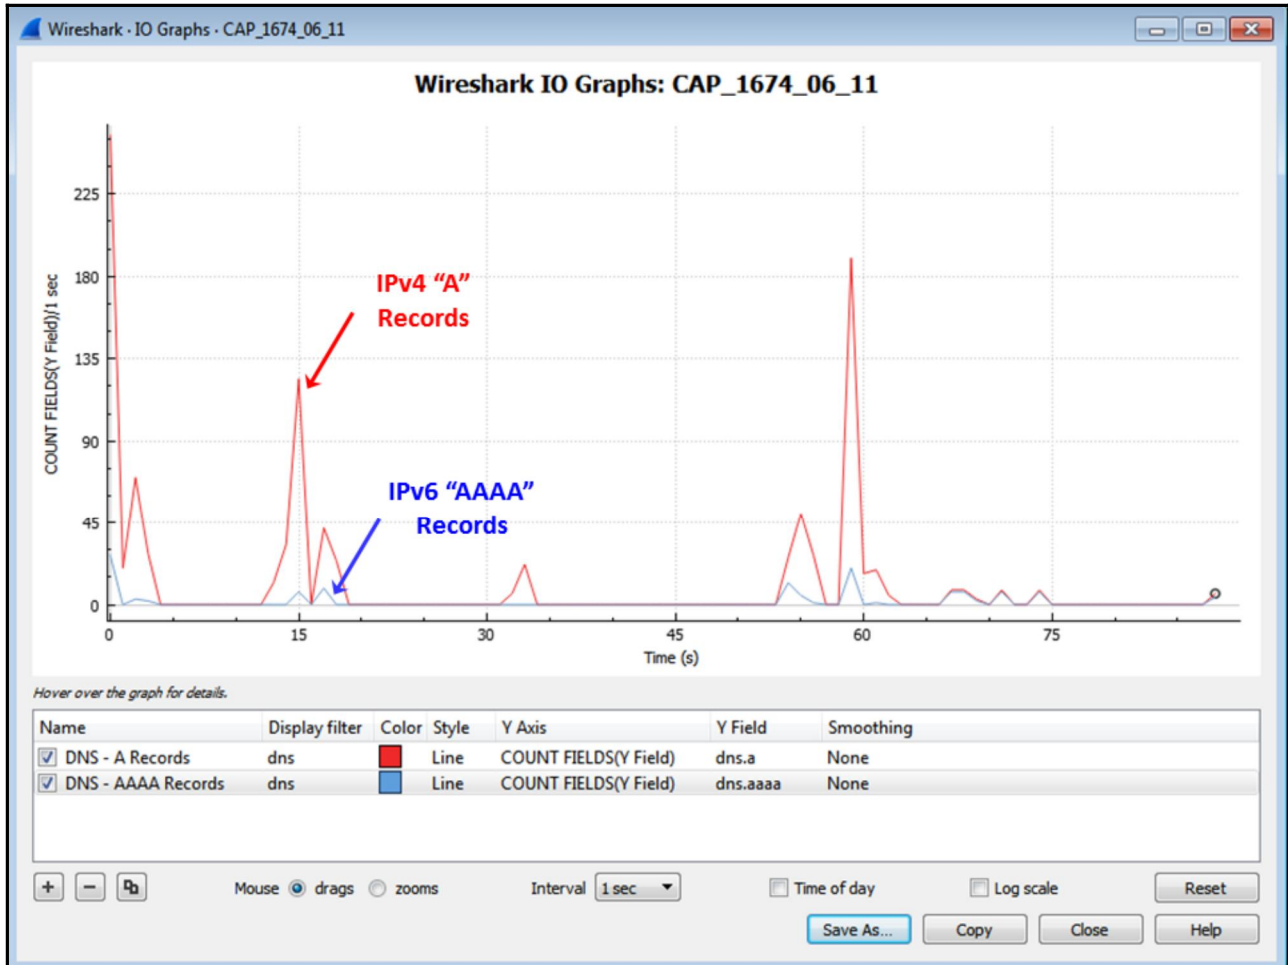 Wireshark · IO Graphs · CAP_1674_06_11
Wireshark IO Graphs: CAP_1674_06_11
COUNT FIELDS(Y Field)/1 sec
225
180
135
90
45
0
IPv4 “A”
Records
IPv6 “AAAA”
Records
0 15 30 45 60 75
Time (s)
Hover over the graph for details.
Name Display filter Color Style Y Axis Y Field Smoothing
DNS - A Records dns Line COUNT FIELDS(Y Field) dns.a None
DNS - AAAA Records dns Line COUNT FIELDS(Y Field) dns.aaaa None
Mouse drags zooms Interval 1 sec Time of day Log scale Reset
Save As... Copy Close Help